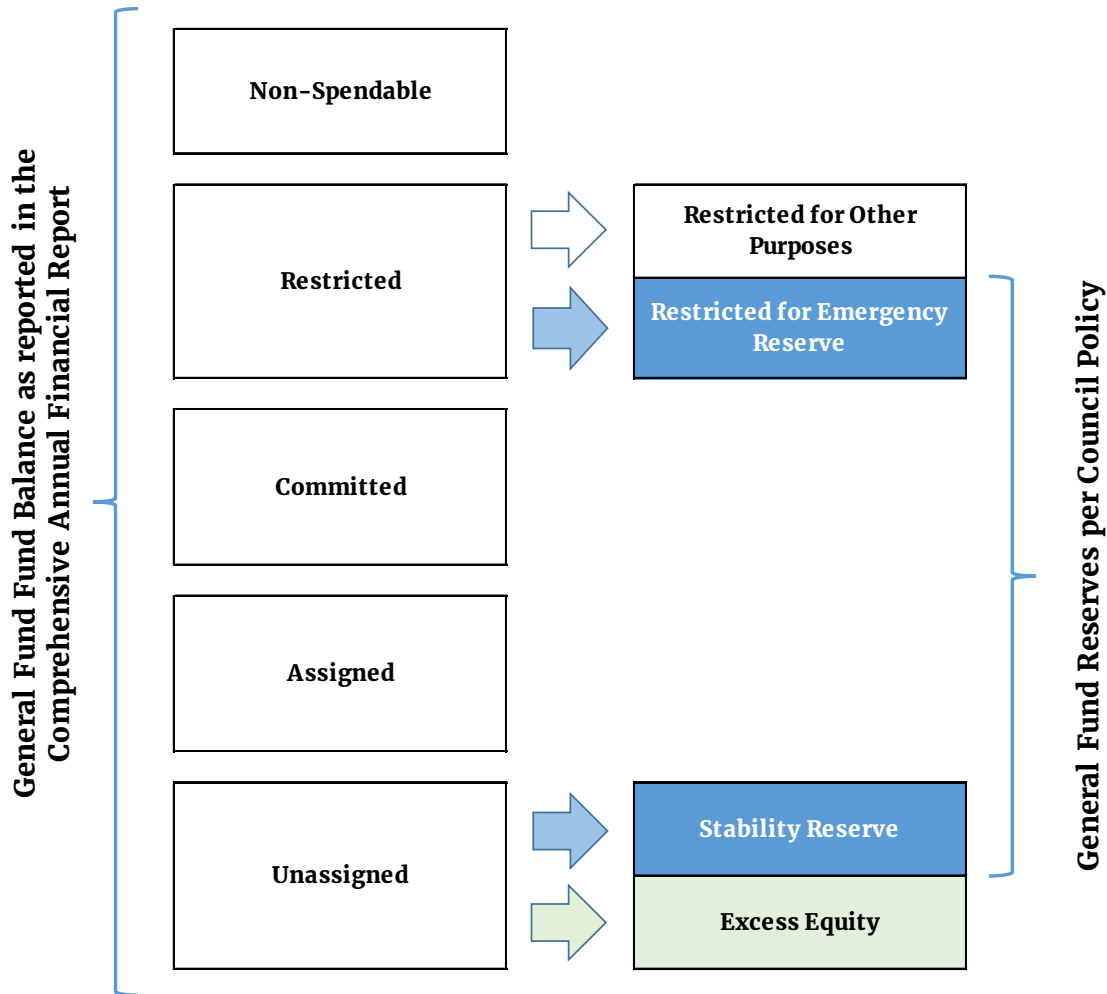 General Fund Fund Balance as reported in the
Comprehensive Annual Financial Report
Non-Spendable
Restricted
Restricted for Other
Purposes
Restricted for Emergency
Reserve
Committed
Assigned
Unassigned
Stability Reserve
Excess Equity
General Fund Reserves per Council Policy